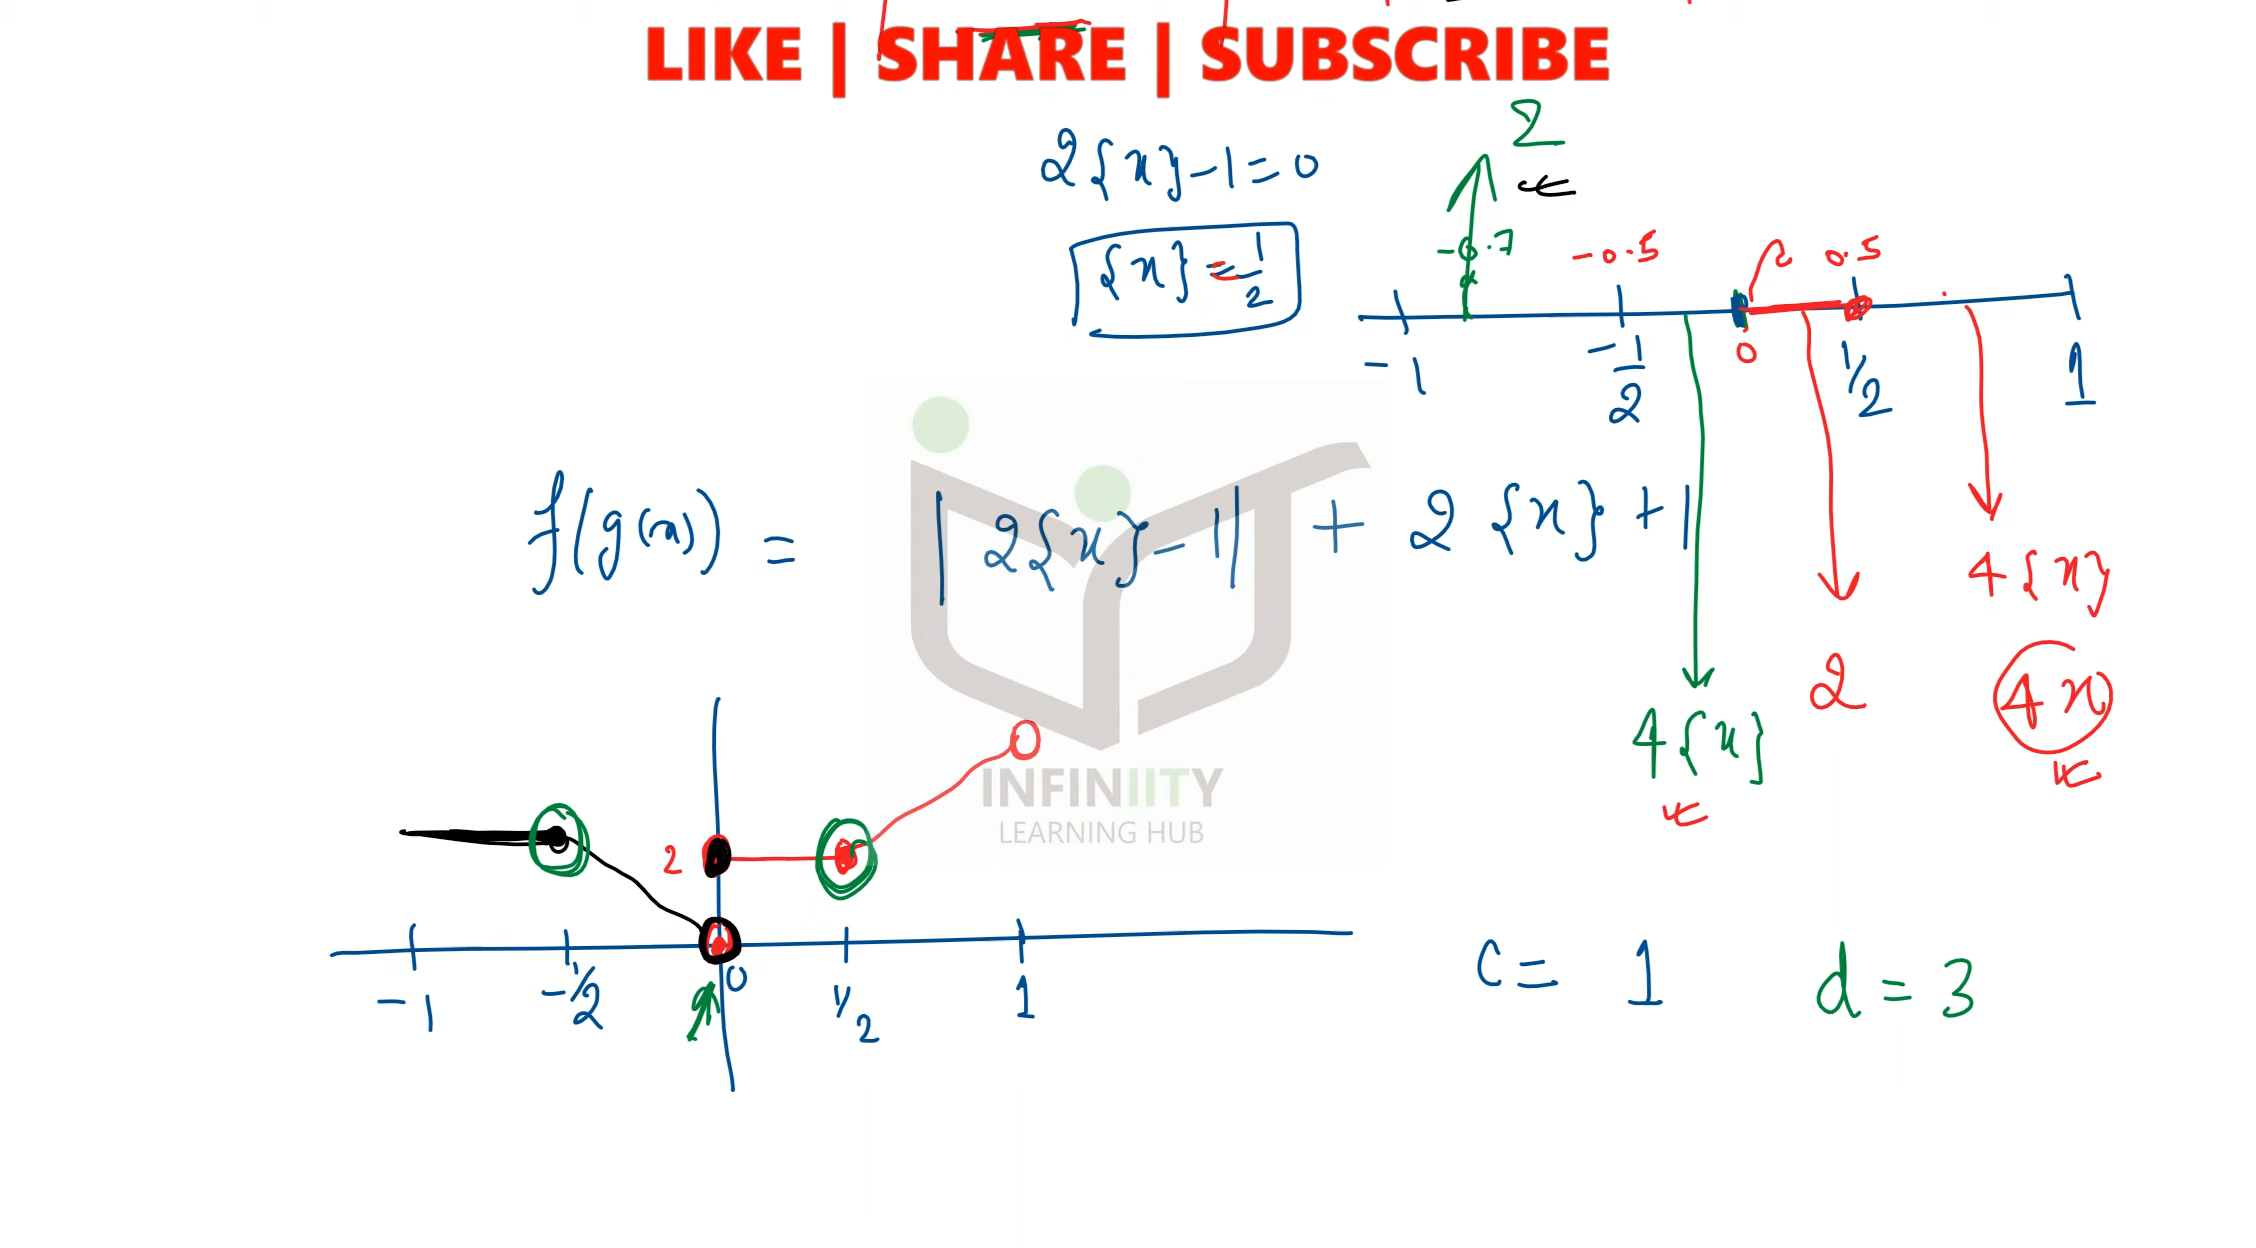 LIKE | SHARE | SUBSCRIBE
2
2{x}-1=0
{x}=1/2
-0.7 -0.5 0.5
0
-1 -1/2 1/2 1
f(g(x)) = |2{x}-1| + 2{x}+1
4{x}
2
4x
4{x}
INFINIITY
LEARNING HUB
2
-1 -1/2 0 1/2 1
c = 1 d = 3